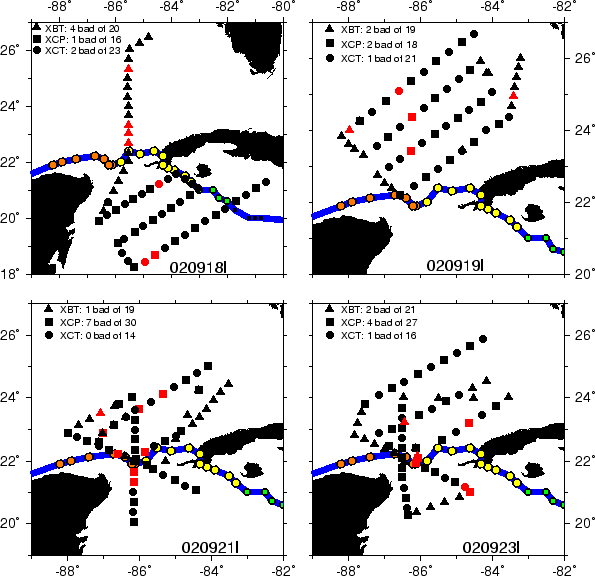 -88° -86° -84° -82° -80° -88° -86° -84° -82°
XBT: 4 bad of 20
XCP: 1 bad of 16
XCT: 2 bad of 23
XBT: 2 bad of 19
XCP: 2 bad of 18
XCT: 1 bad of 21
26°
24°
22°
20°
18°
26°
24°
22°
20°
020918I
020919I
XBT: 1 bad of 19
XCP: 7 bad of 30
XCT: 0 bad of 14
XBT: 2 bad of 21
XCP: 4 bad of 27
XCT: 1 bad of 16
26°
24°
22°
20°
26°
24°
22°
20°
020921I
020923I
-88° -86° -84° -82° -88° -86° -84° -82°